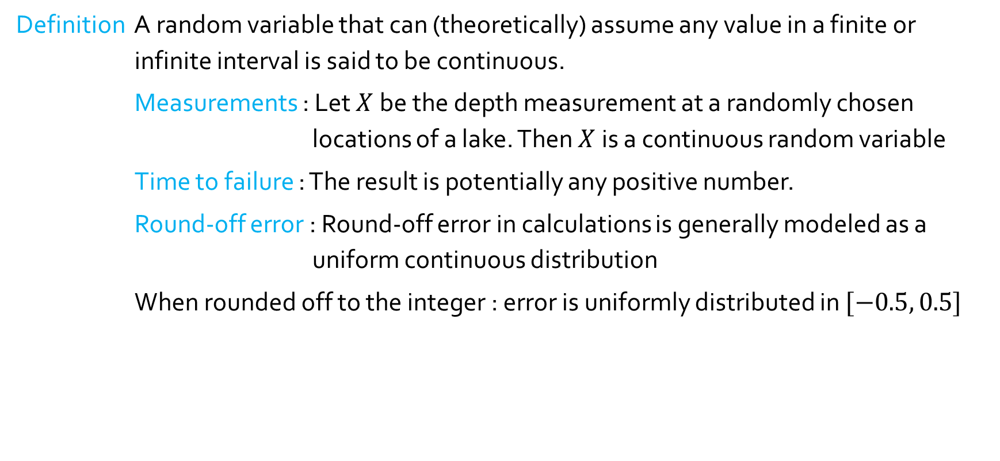 Definition A random variable that can (theoretically) assume any value in a finite or
infinite interval is said to be continuous.
Measurements : Let X be the depth measurement at a randomly chosen
locations of a lake. Then X is a continuous random variable
Time to failure : The result is potentially any positive number.
Round-off error : Round-off error in calculations is generally modeled as a
uniform continuous distribution
When rounded off to the integer : error is uniformly distributed in [−0.5, 0.5]